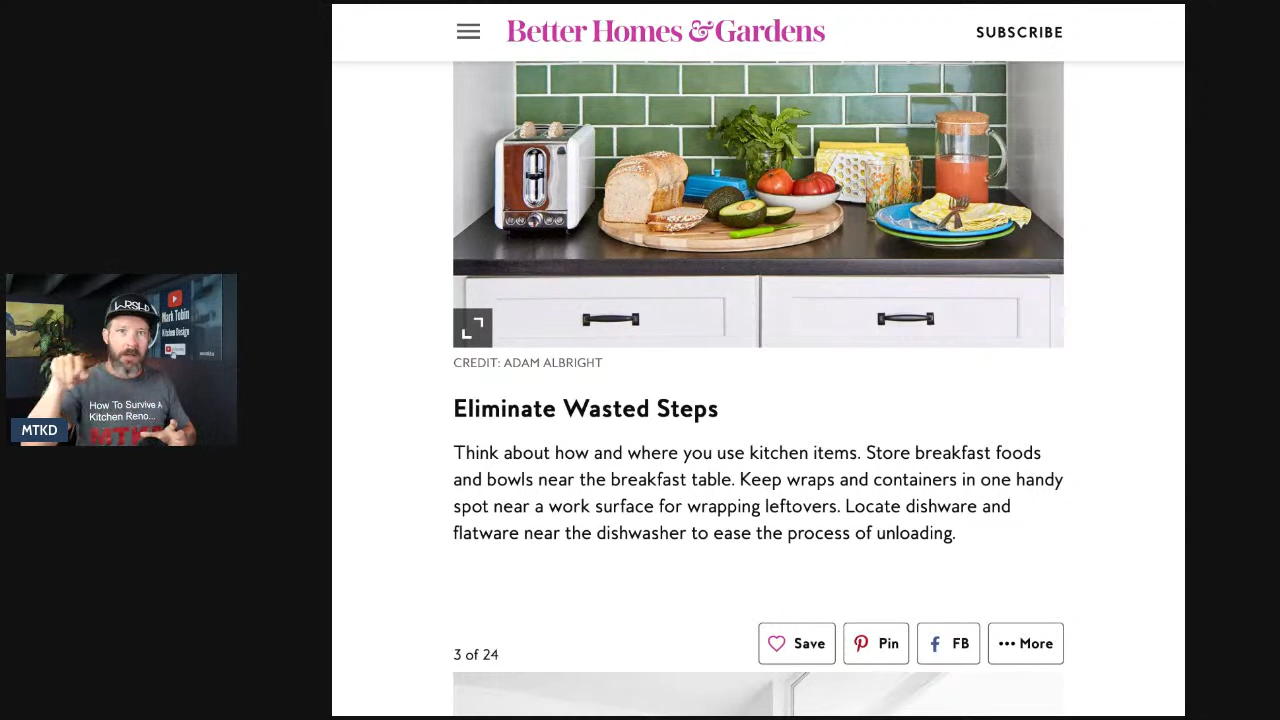 Better Homes & Gardens
SUBSCRIBE
CREDIT: ADAM ALBRIGHT
Eliminate Wasted Steps
Think about how and where you use kitchen items. Store breakfast foods
and bowls near the breakfast table. Keep wraps and containers in one handy
spot near a work surface for wrapping leftovers. Locate dishware and
flatware near the dishwasher to ease the process of unloading.
3 of 24
Save
Pin
FB
More
Mark Tobin
Kitchen Design
How To Survive A
Kitchen Reno...
MTKD
MTKD